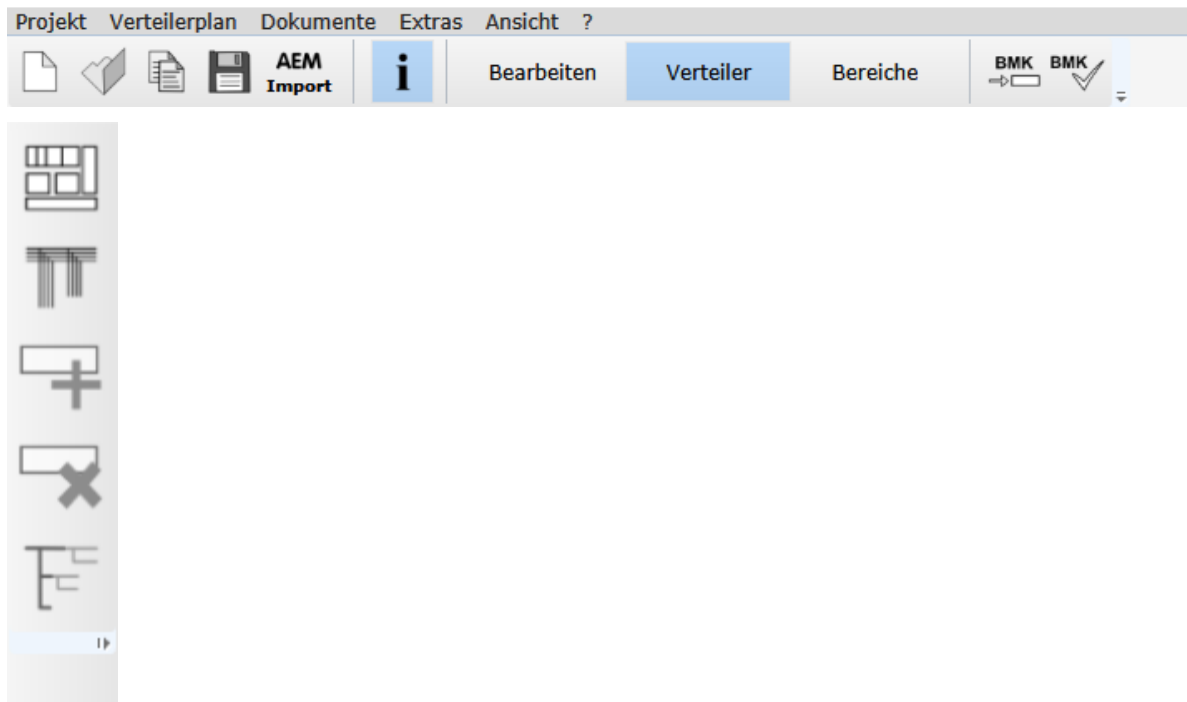 Projekt Verteilerplan Dokumente Extras Ansicht ?
AEM Import i Bearbeiten Verteiler Bereiche BMK BMK